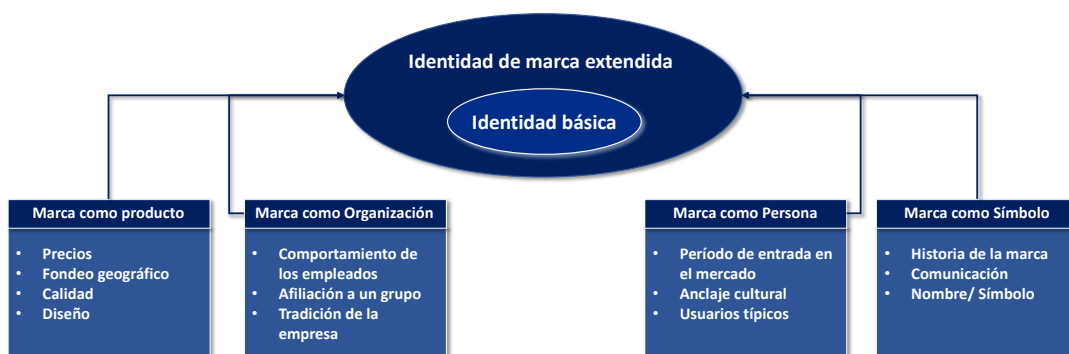 Identidad de marca extendida
Identidad básica
Marca como producto
• Precios
• Fondeo geográfico
• Calidad
• Diseño
Marca como Organización
• Comportamiento de
los empleados
• Afiliación a un grupo
• Tradición de la
empresa
Marca como Persona
• Período de entrada en
el mercado
• Anclaje cultural
• Usuarios típicos
Marca como Símbolo
• Historia de la marca
• Comunicación
• Nombre/ Símbolo